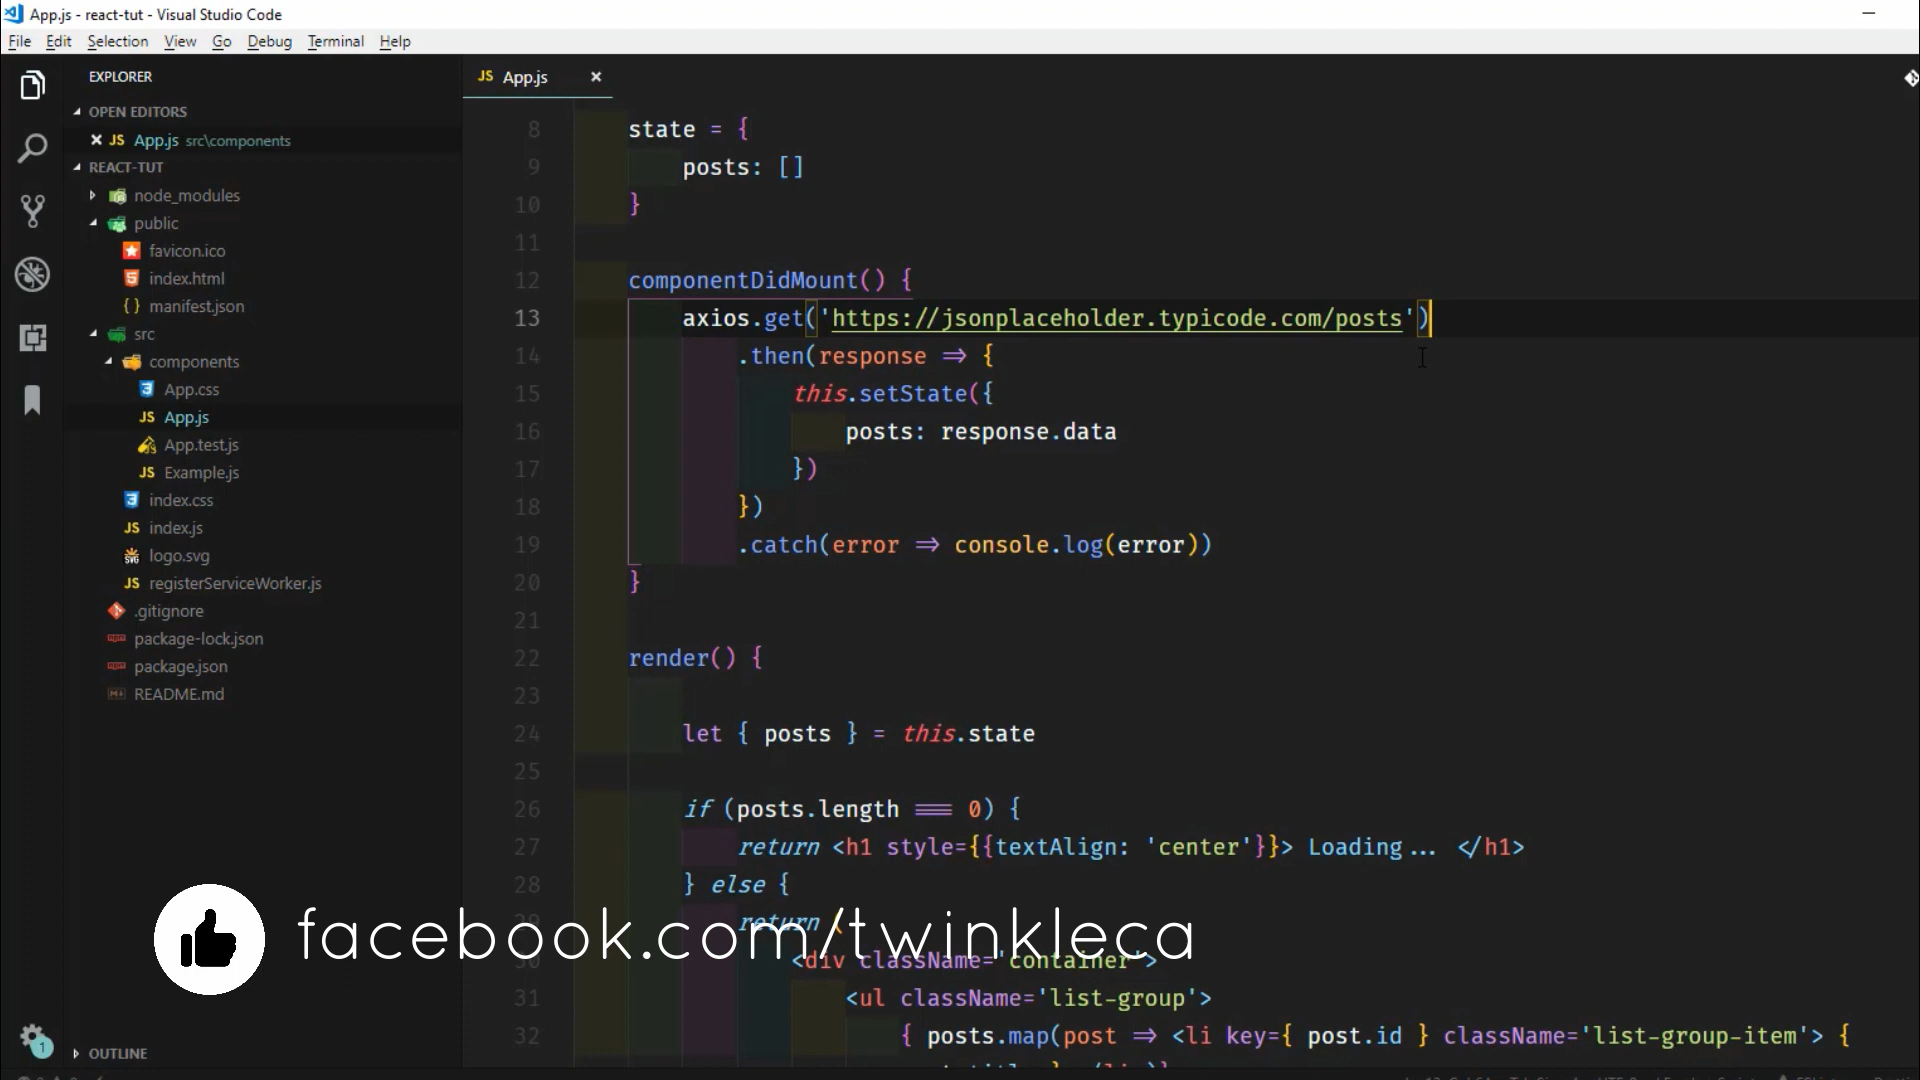 App.js - react-tut - Visual Studio Code
File Edit Selection View Go Debug Terminal Help
EXPLORER
OPEN EDITORS
JS App.js src\components
REACT-TUT
node_modules
public
favicon.ico
index.html
{ } manifest.json
src
components
App.css
JS App.js
App.test.js
JS Example.js
index.css
JS index.js
SVG logo.svg
JS registerServiceWorker.js
.gitignore
package-lock.json
package.json
README.md
OUTLINE
1
JS App.js
8 state = {
9 posts: []
10 }
11
12 componentDidMount() {
13 axios.get('https://jsonplaceholder.typicode.com/posts')
14 .then(response => {
15 this.setState({
16 posts: response.data
17 })
18 })
19 .catch(error => console.log(error))
20 }
21
22 render() {
23
24 let { posts } = this.state
25
26 if (posts.length === 0) {
27 return <h1 style={{textAlign: 'center'}}> Loading... </h1>
28 } else {
29 return (
30 <div className='container'>
31 <ul className='list-group'>
32 { posts.map(post => <li key={ post.id } className='list-group-item'> {
facebook.com/twinkleca